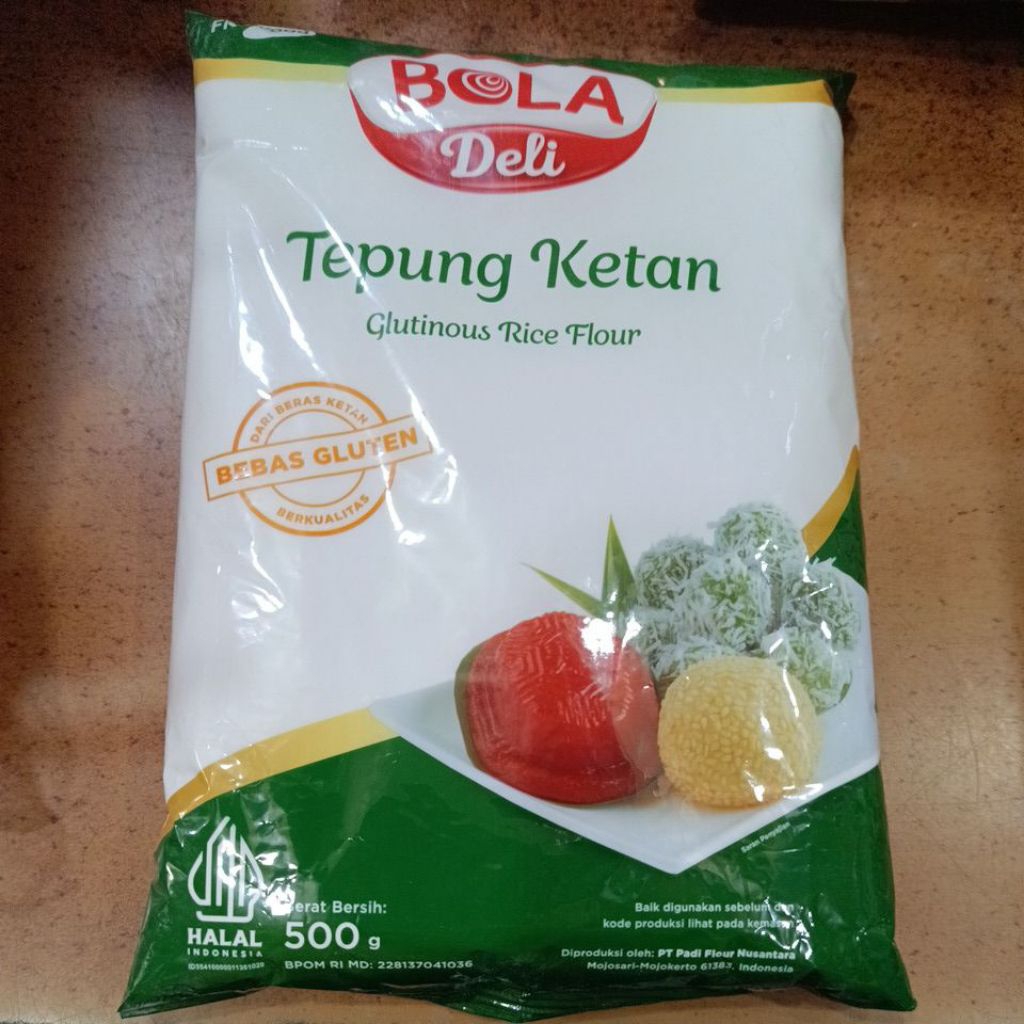 BOLA
Deli
Tepung Ketan
Glutinous Rice Flour
DARI BERAS KETAN
BEBAS GLUTEN
BERKUALITAS
Saran Penyajian
HALAL
INDONESIA
Berat Bersih:
500 g
BPOM RI MD: 228137041036
Baik digunakan sebelum dan
kode produksi lihat pada kemasan
Diproduksi oleh: PT Padi Flour Nusantara
Mojosari-Mojokerto 61383, Indonesia